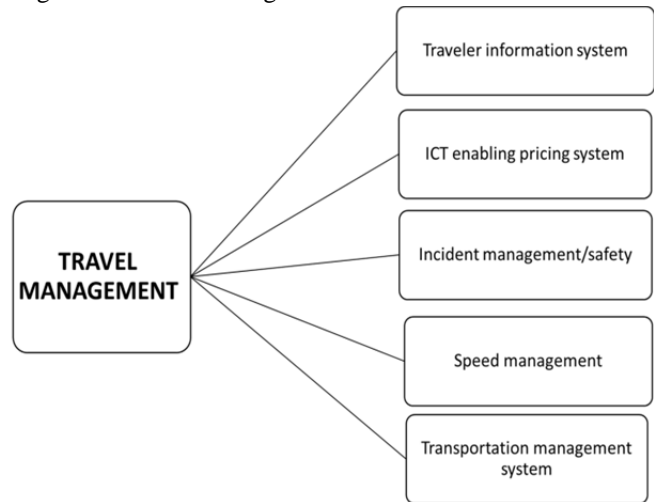 Traveler information system
ICT enabling pricing system
TRAVEL
MANAGEMENT
Incident management/safety
Speed management
Transportation management
system